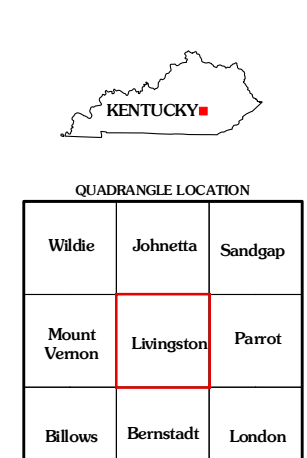 KENTUCKY
QUADRANGLE LOCATION
Wildie Johnetta Sandgap
Mount Vernon Livingston Parrot
Billows Bernstadt London